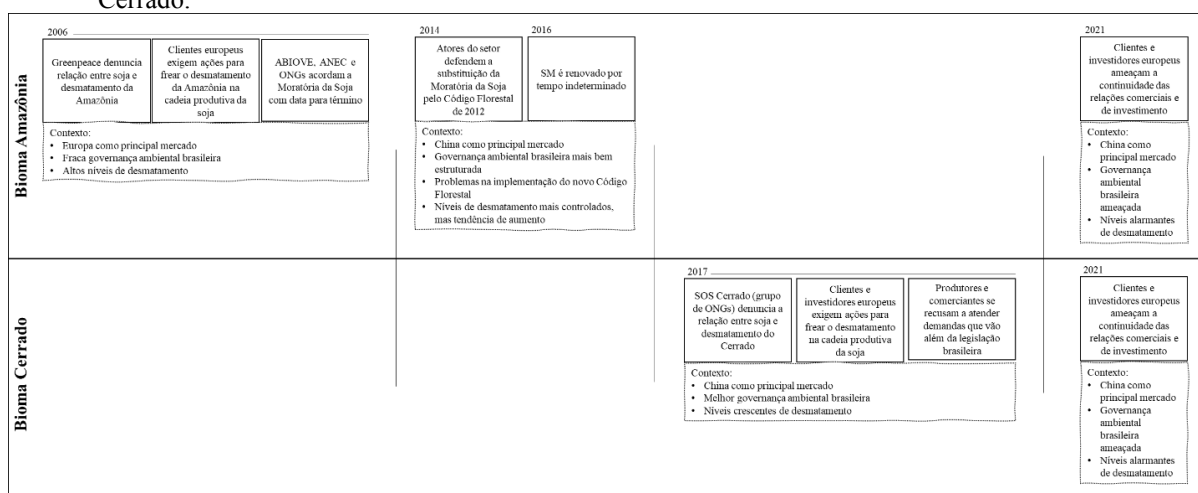 Cerrado.
Bioma Amazônia
2006
Greenpeace denuncia
relação entre soja e
desmatamento da
Amazônia
Clientes europeus
exigem ações para
frear o desmatamento
da Amazônia na
cadeia produtiva da
soja
ABIOVE, ANEC e
ONGs acordam a
Moratória da Soja
com data para término
Contexto:
• Europa como principal mercado
• Fraca governança ambiental brasileira
• Altos níveis de desmatamento
2014
Atores do setor
defendem a
substituição da
Moratória da Soja
pelo Código Florestal
de 2012
2016
SM é renovado por
tempo indeterminado
Contexto:
• China como principal mercado
• Governança ambiental brasileira mais bem
estruturada
• Problemas na implementação do novo Código
Florestal
• Níveis de desmatamento mais controlados,
mas tendência de aumento
2021
Clientes e
investidores europeus
ameaçam a
continuidade das
relações comerciais e
de investimento
Contexto:
• China como
principal mercado
• Governança
ambiental
brasileira
ameaçada
• Níveis alarmantes
de desmatamento
Bioma Cerrado
2017
SOS Cerrado (grupo
de ONGs) denuncia a
relação entre soja e
desmatamento do
Cerrado
Clientes e
investidores europeus
exigem ações para
frear o desmatamento
na cadeia produtiva
da soja
Produtores e
comerciantes se
recusam a atender
demandas que vão
além da legislação
brasileira
Contexto:
• China como principal mercado
• Melhor governança ambiental brasileira
• Níveis crescentes de desmatamento
2021
Clientes e
investidores europeus
ameaçam a
continuidade das
relações comerciais e
de investimento
Contexto:
• China como
principal mercado
• Governança
ambiental
brasileira
ameaçada
• Níveis alarmantes
de desmatamento